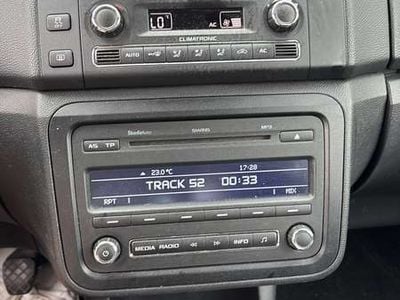 LO
AC
CLIMATRONIC
AUTO
AC
SWING
MP3
AS TP
23.0°C 17:28
TRACK 52 00:33
RPT MIX
MEDIA RADIO INFO